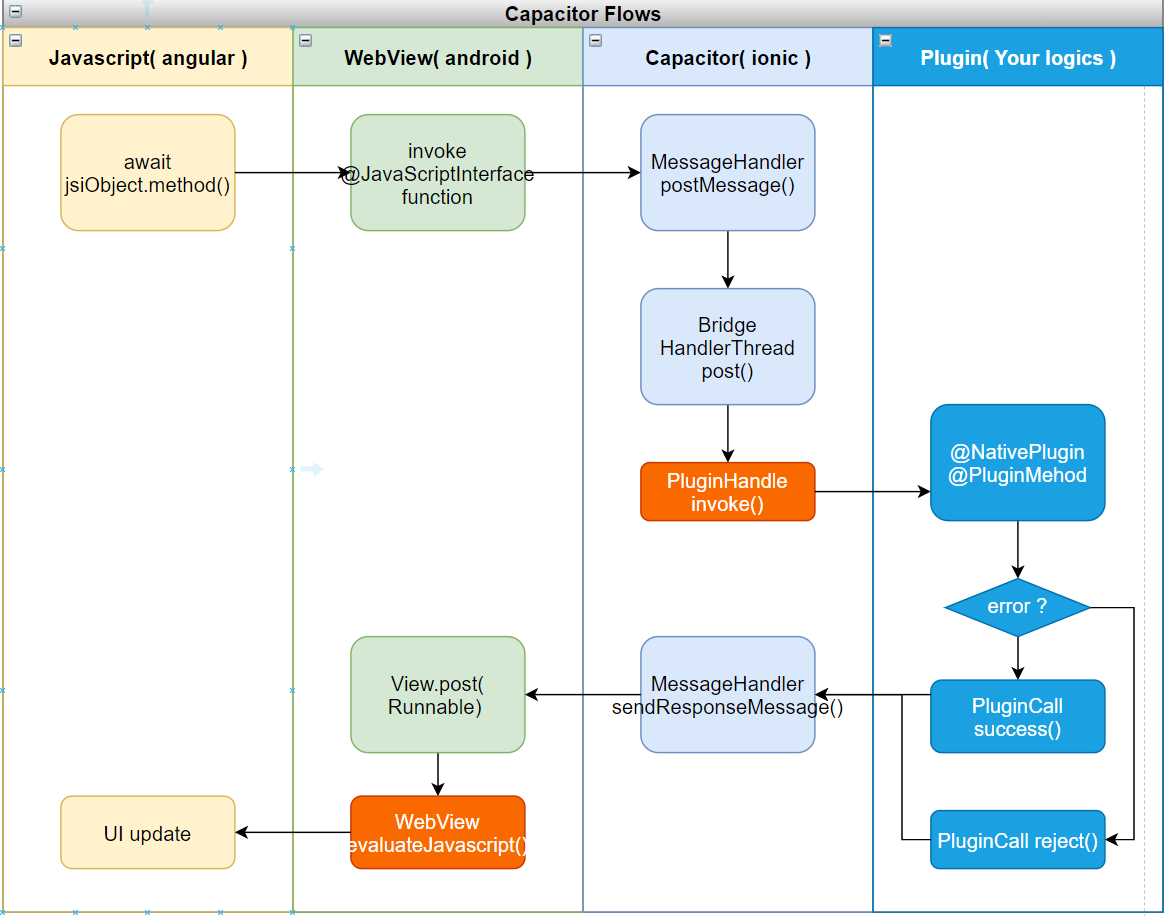 Capacitor Flows
Javascript( angular )
WebView( android )
Capacitor( ionic )
Plugin( Your logics )
await
jsiObject.method()
invoke
@JavaScriptInterface
function
MessageHandler
postMessage()
Bridge
HandlerThread
post()
PluginHandle
invoke()
@NativePlugin
@PluginMehod
error ?
PluginCall
success()
MessageHandler
sendResponseMessage()
View.post(
Runnable)
WebView
evaluateJavascript()
UI update
PluginCall reject()